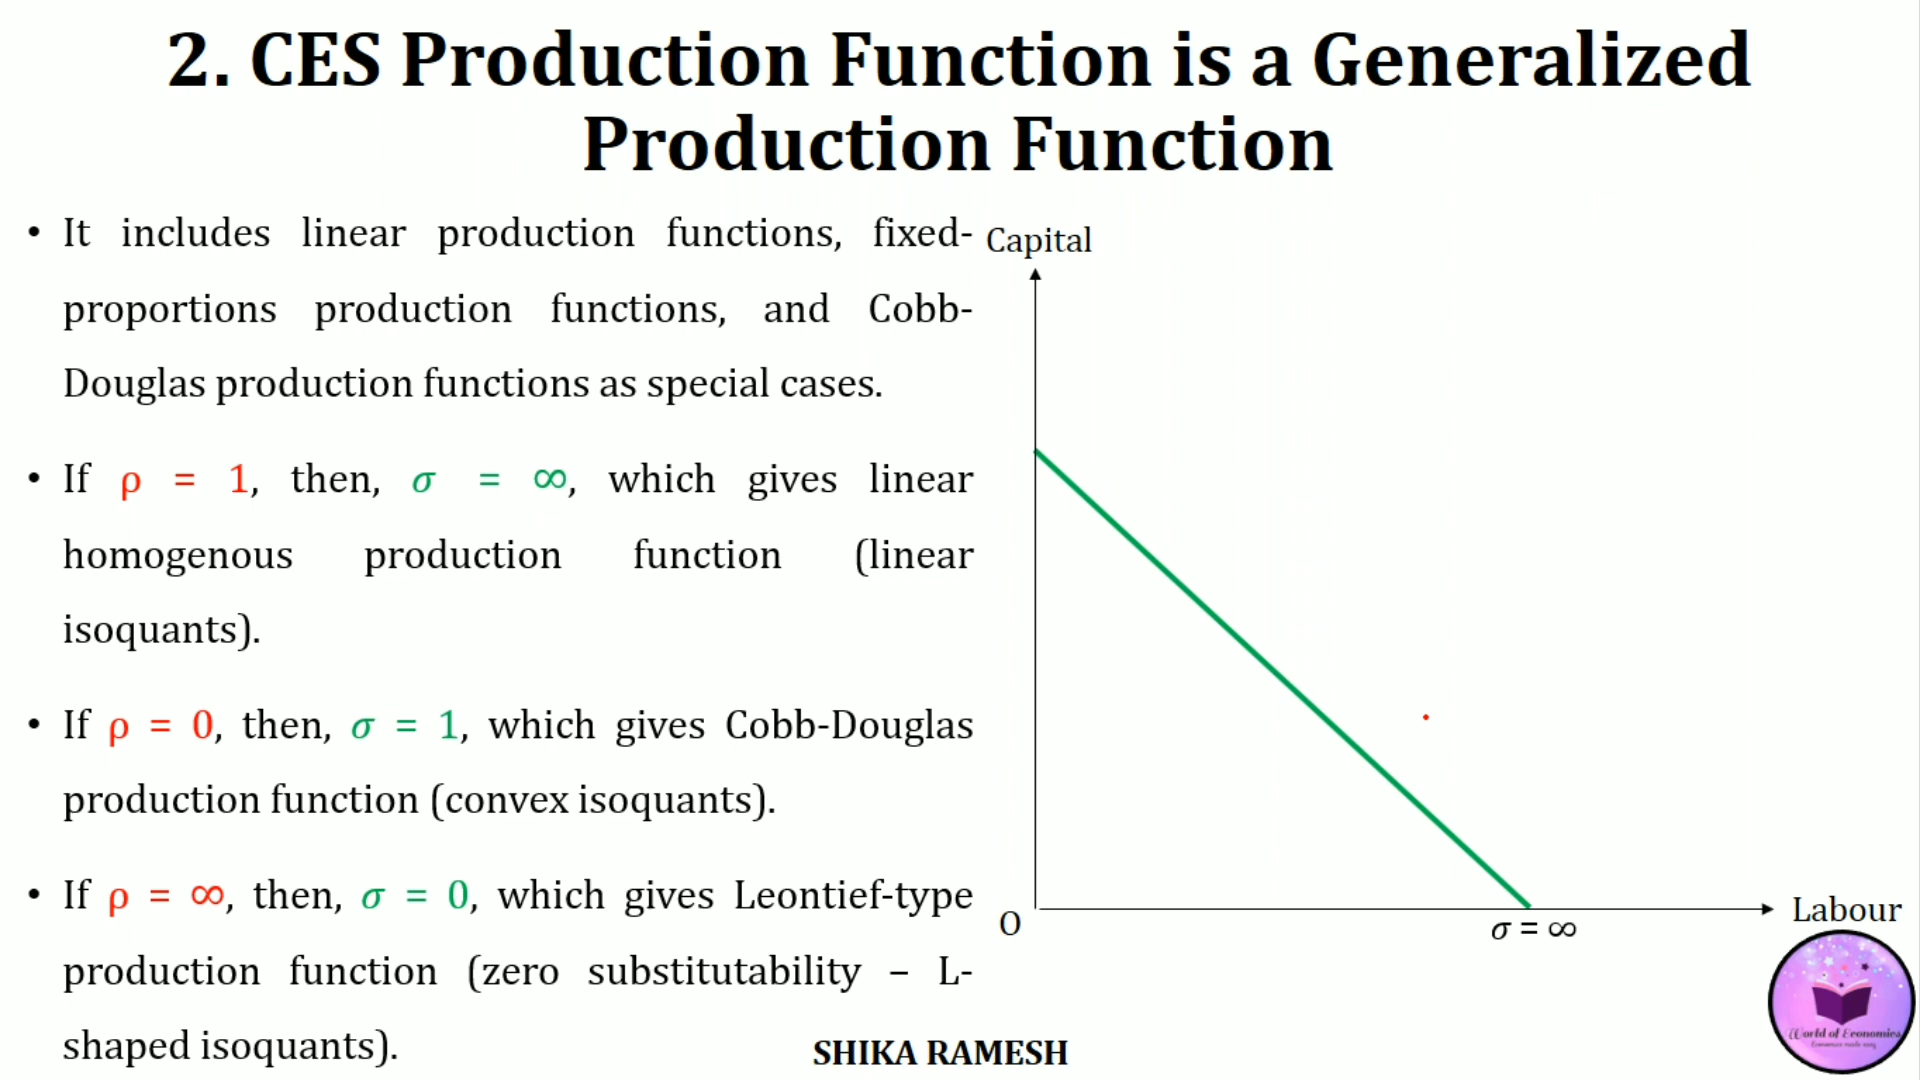 2. CES Production Function is a Generalized
Production Function
• It includes linear production functions, fixed-
proportions production functions, and Cobb-
Douglas production functions as special cases.
• If ρ = 1, then, σ = ∞, which gives linear
homogenous production function (linear
isoquants).
• If ρ = 0, then, σ = 1, which gives Cobb-Douglas
production function (convex isoquants).
• If ρ = ∞, then, σ = 0, which gives Leontief-type
production function (zero substitutability – L-
shaped isoquants).
Capital
O
Labour
σ = ∞
SHIKA RAMESH
World of Economics
Economics made easy